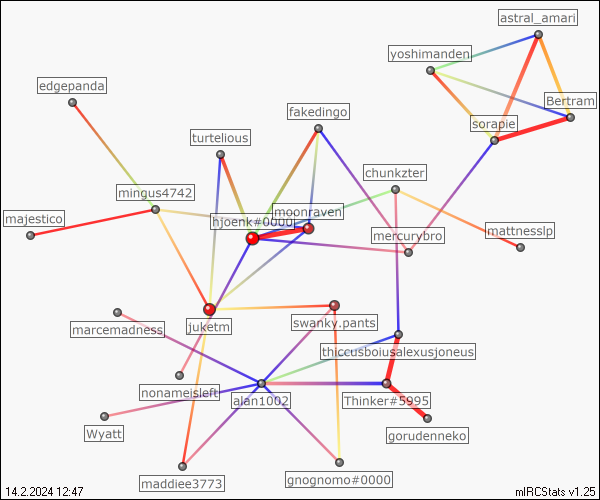 astral_amari
yoshimanden
edgepanda
Bertram
fakedingo
sorapie
turtelious
chunkzter
mingus4742
moonraven
majestico
hjoenk#0000
mercurybro
mattnesslp
swanky.pants
marcemadness
juketm
thiccusboiusalexusjoneus
nonameisleft
alan1002
Thinker#5995
Wyatt
gorudenneko
maddiee3773
gnognomo#0000
14.2.2024 12:47
mIRCStats v1.25